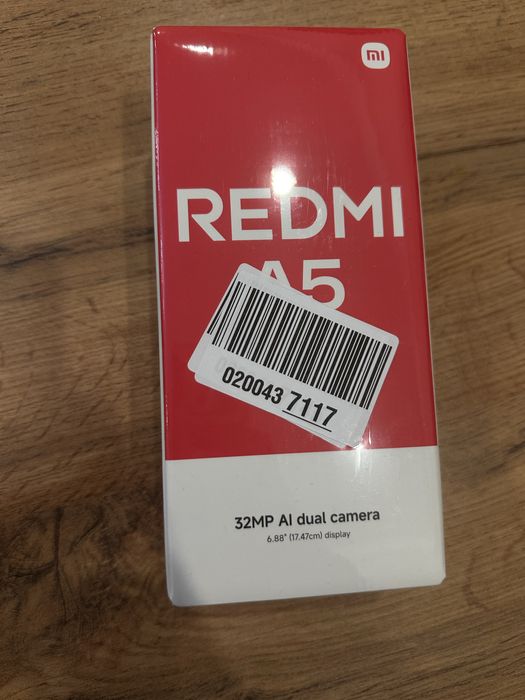 mi
REDMI
A5
020043 7117
32MP AI dual camera
6.88" (17.47cm) display